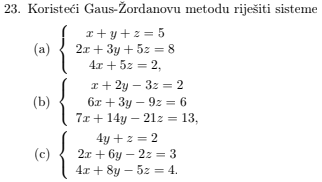 23. Koristeći Gaus-Žordanovu metodu riješiti sisteme
(a) { x + y + z = 5
2x + 3y + 5z = 8
4x + 5z = 2,
(b) { x + 2y − 3z = 2
6x + 3y − 9z = 6
7x + 14y − 21z = 13,
(c) { 4y + z = 2
2x + 6y − 2z = 3
4x + 8y − 5z = 4.